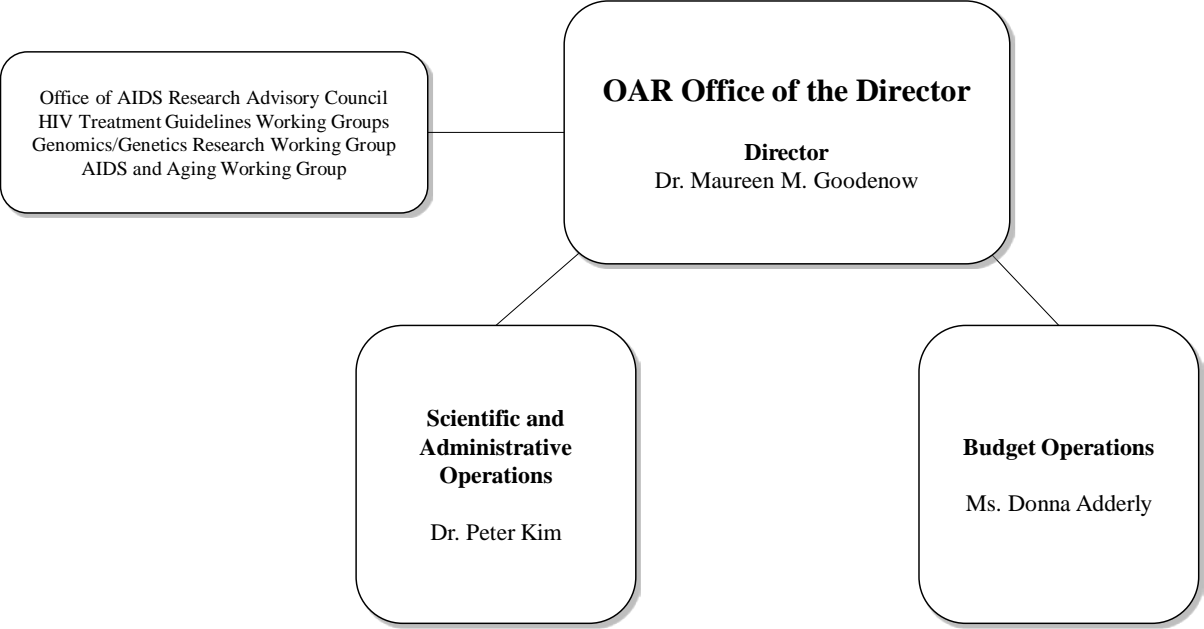 Office of AIDS Research Advisory Council
HIV Treatment Guidelines Working Groups
Genomics/Genetics Research Working Group
AIDS and Aging Working Group
OAR Office of the Director
Director
Dr. Maureen M. Goodenow
Scientific and
Administrative
Operations
Dr. Peter Kim
Budget Operations
Ms. Donna Adderly